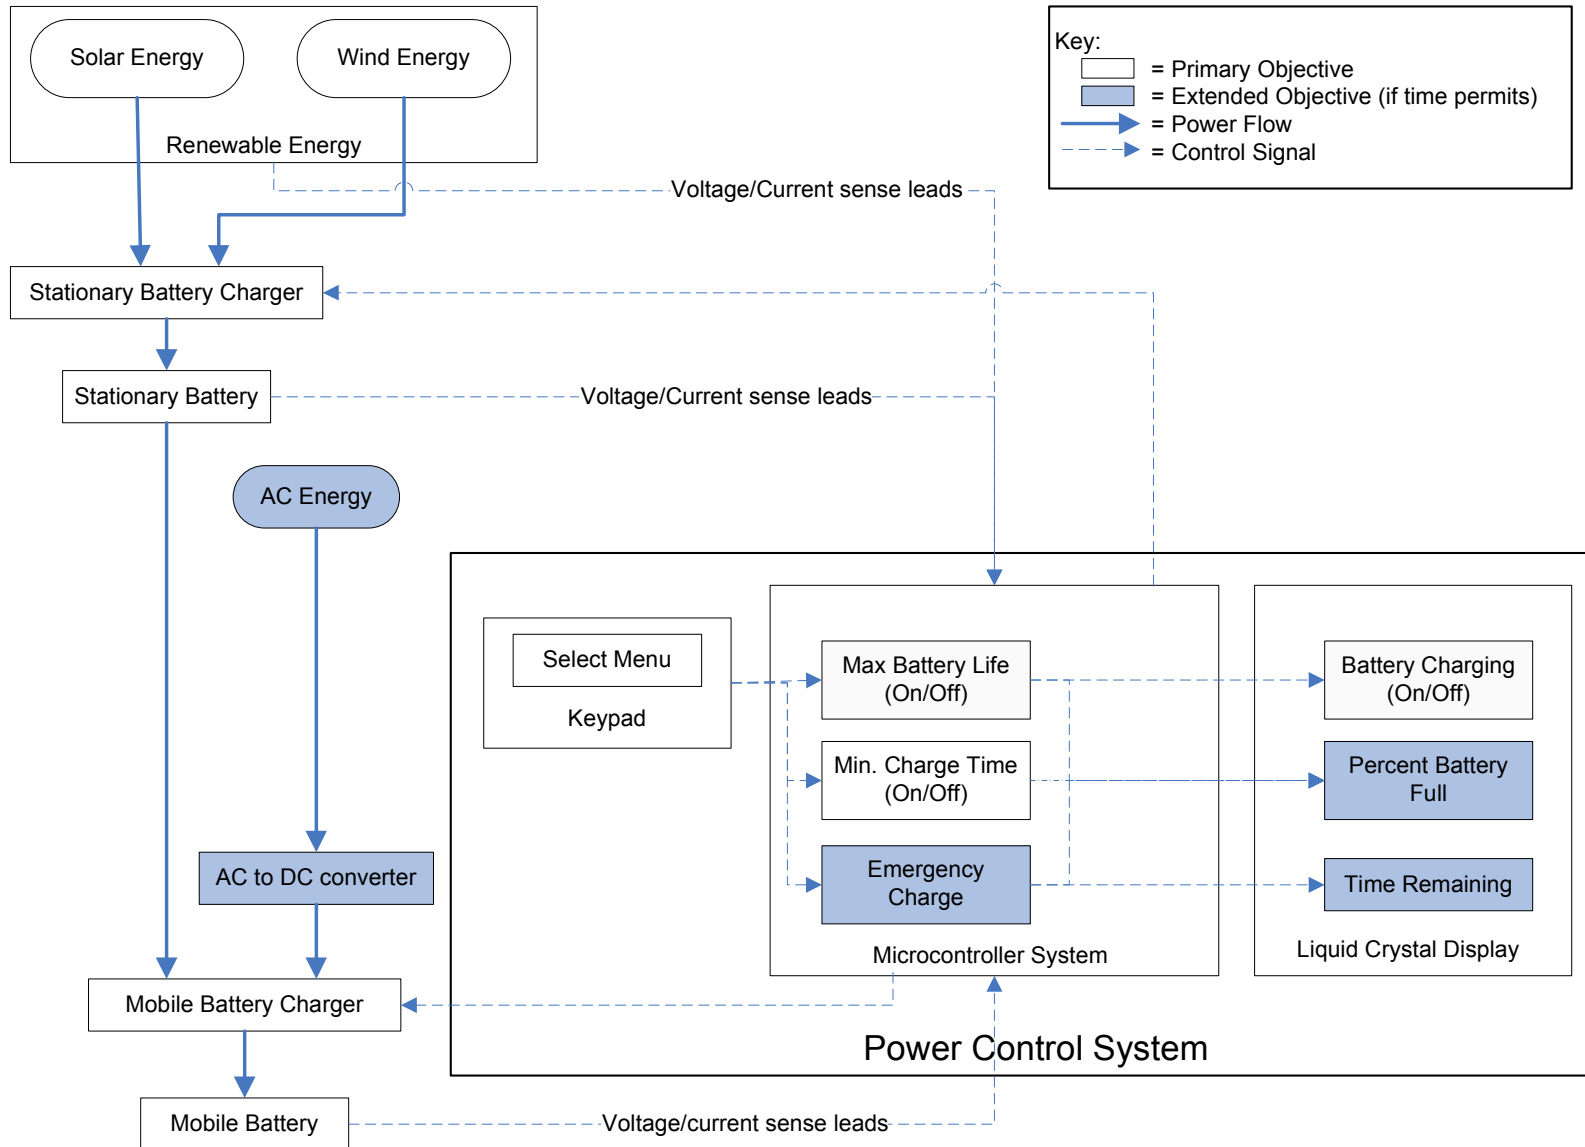 Solar Energy
Wind Energy
Renewable Energy
Key:
= Primary Objective
= Extended Objective (if time permits)
= Power Flow
= Control Signal
Voltage/Current sense leads
Stationary Battery Charger
Stationary Battery
Voltage/Current sense leads
AC Energy
Select Menu
Keypad
Max Battery Life
(On/Off)
Battery Charging
(On/Off)
Min. Charge Time
(On/Off)
Percent Battery
Full
AC to DC converter
Emergency
Charge
Time Remaining
Microcontroller System
Liquid Crystal Display
Mobile Battery Charger
Power Control System
Mobile Battery
Voltage/current sense leads